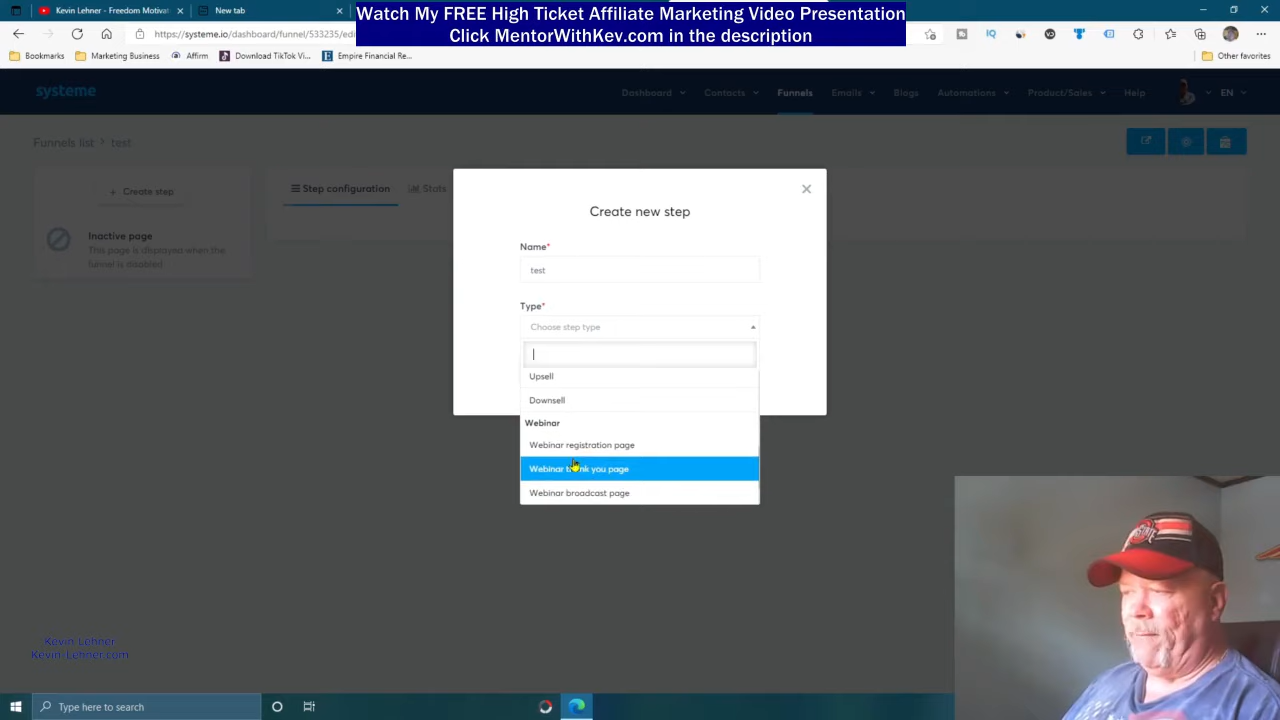 Kevin Lehner - Freedom Motivat
New tab
Watch My FREE High Ticket Affiliate Marketing Video Presentation
Click MentorWithKev.com in the description
https://systeme.io/dashboard/funnel/533235/edi
Bookmarks
Marketing Business
Affirm
Download TikTok Vi
Empire Financial Re...
Other favorites
systeme
Dashboard
Contacts
Funnels
Emails
Blogs
Automations
Product/Sales
Help
EN
Funnels list > test
+ Create step
Step configuration
Stats
Inactive page
This page is displayed when the
funnel is disabled
Create new step
Name*
test
Type*
Choose step type
Upsell
Downsell
Webinar
Webinar registration page
Webinar thank you page
Webinar broadcast page
Kevin Lehner
Kevin-Lehner.com
Type here to search